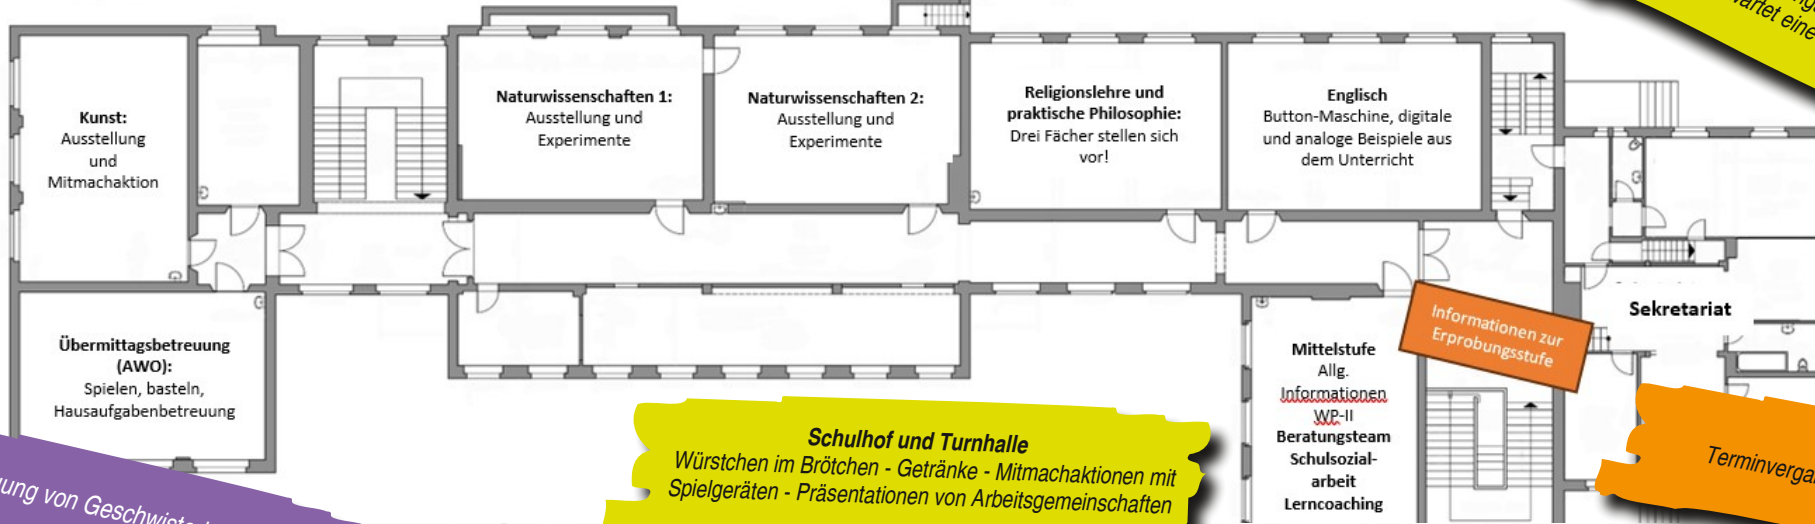 Kunst:
Ausstellung
und
Mitmachaktion
Naturwissenschaften 1:
Ausstellung und
Experimente
Naturwissenschaften 2:
Ausstellung und
Experimente
Religionslehre und
praktische Philosophie:
Drei Fächer stellen sich
vor!
Englisch
Button-Maschine, digitale
und analoge Beispiele aus
dem Unterricht
Übermittagsbetreuung
(AWO):
Spielen, basteln,
Hausaufgabenbetreuung
Mittelstufe
Allg.
Informationen
WP-II
Beratungsteam
Schulsozial-
arbeit
Lerncoaching
Informationen zur
Erprobungsstufe
Sekretariat
Schulhof und Turnhalle
Würstchen im Brötchen - Getränke - Mitmachaktionen mit
Spielgeräten - Präsentationen von Arbeitsgemeinschaften
von
eine